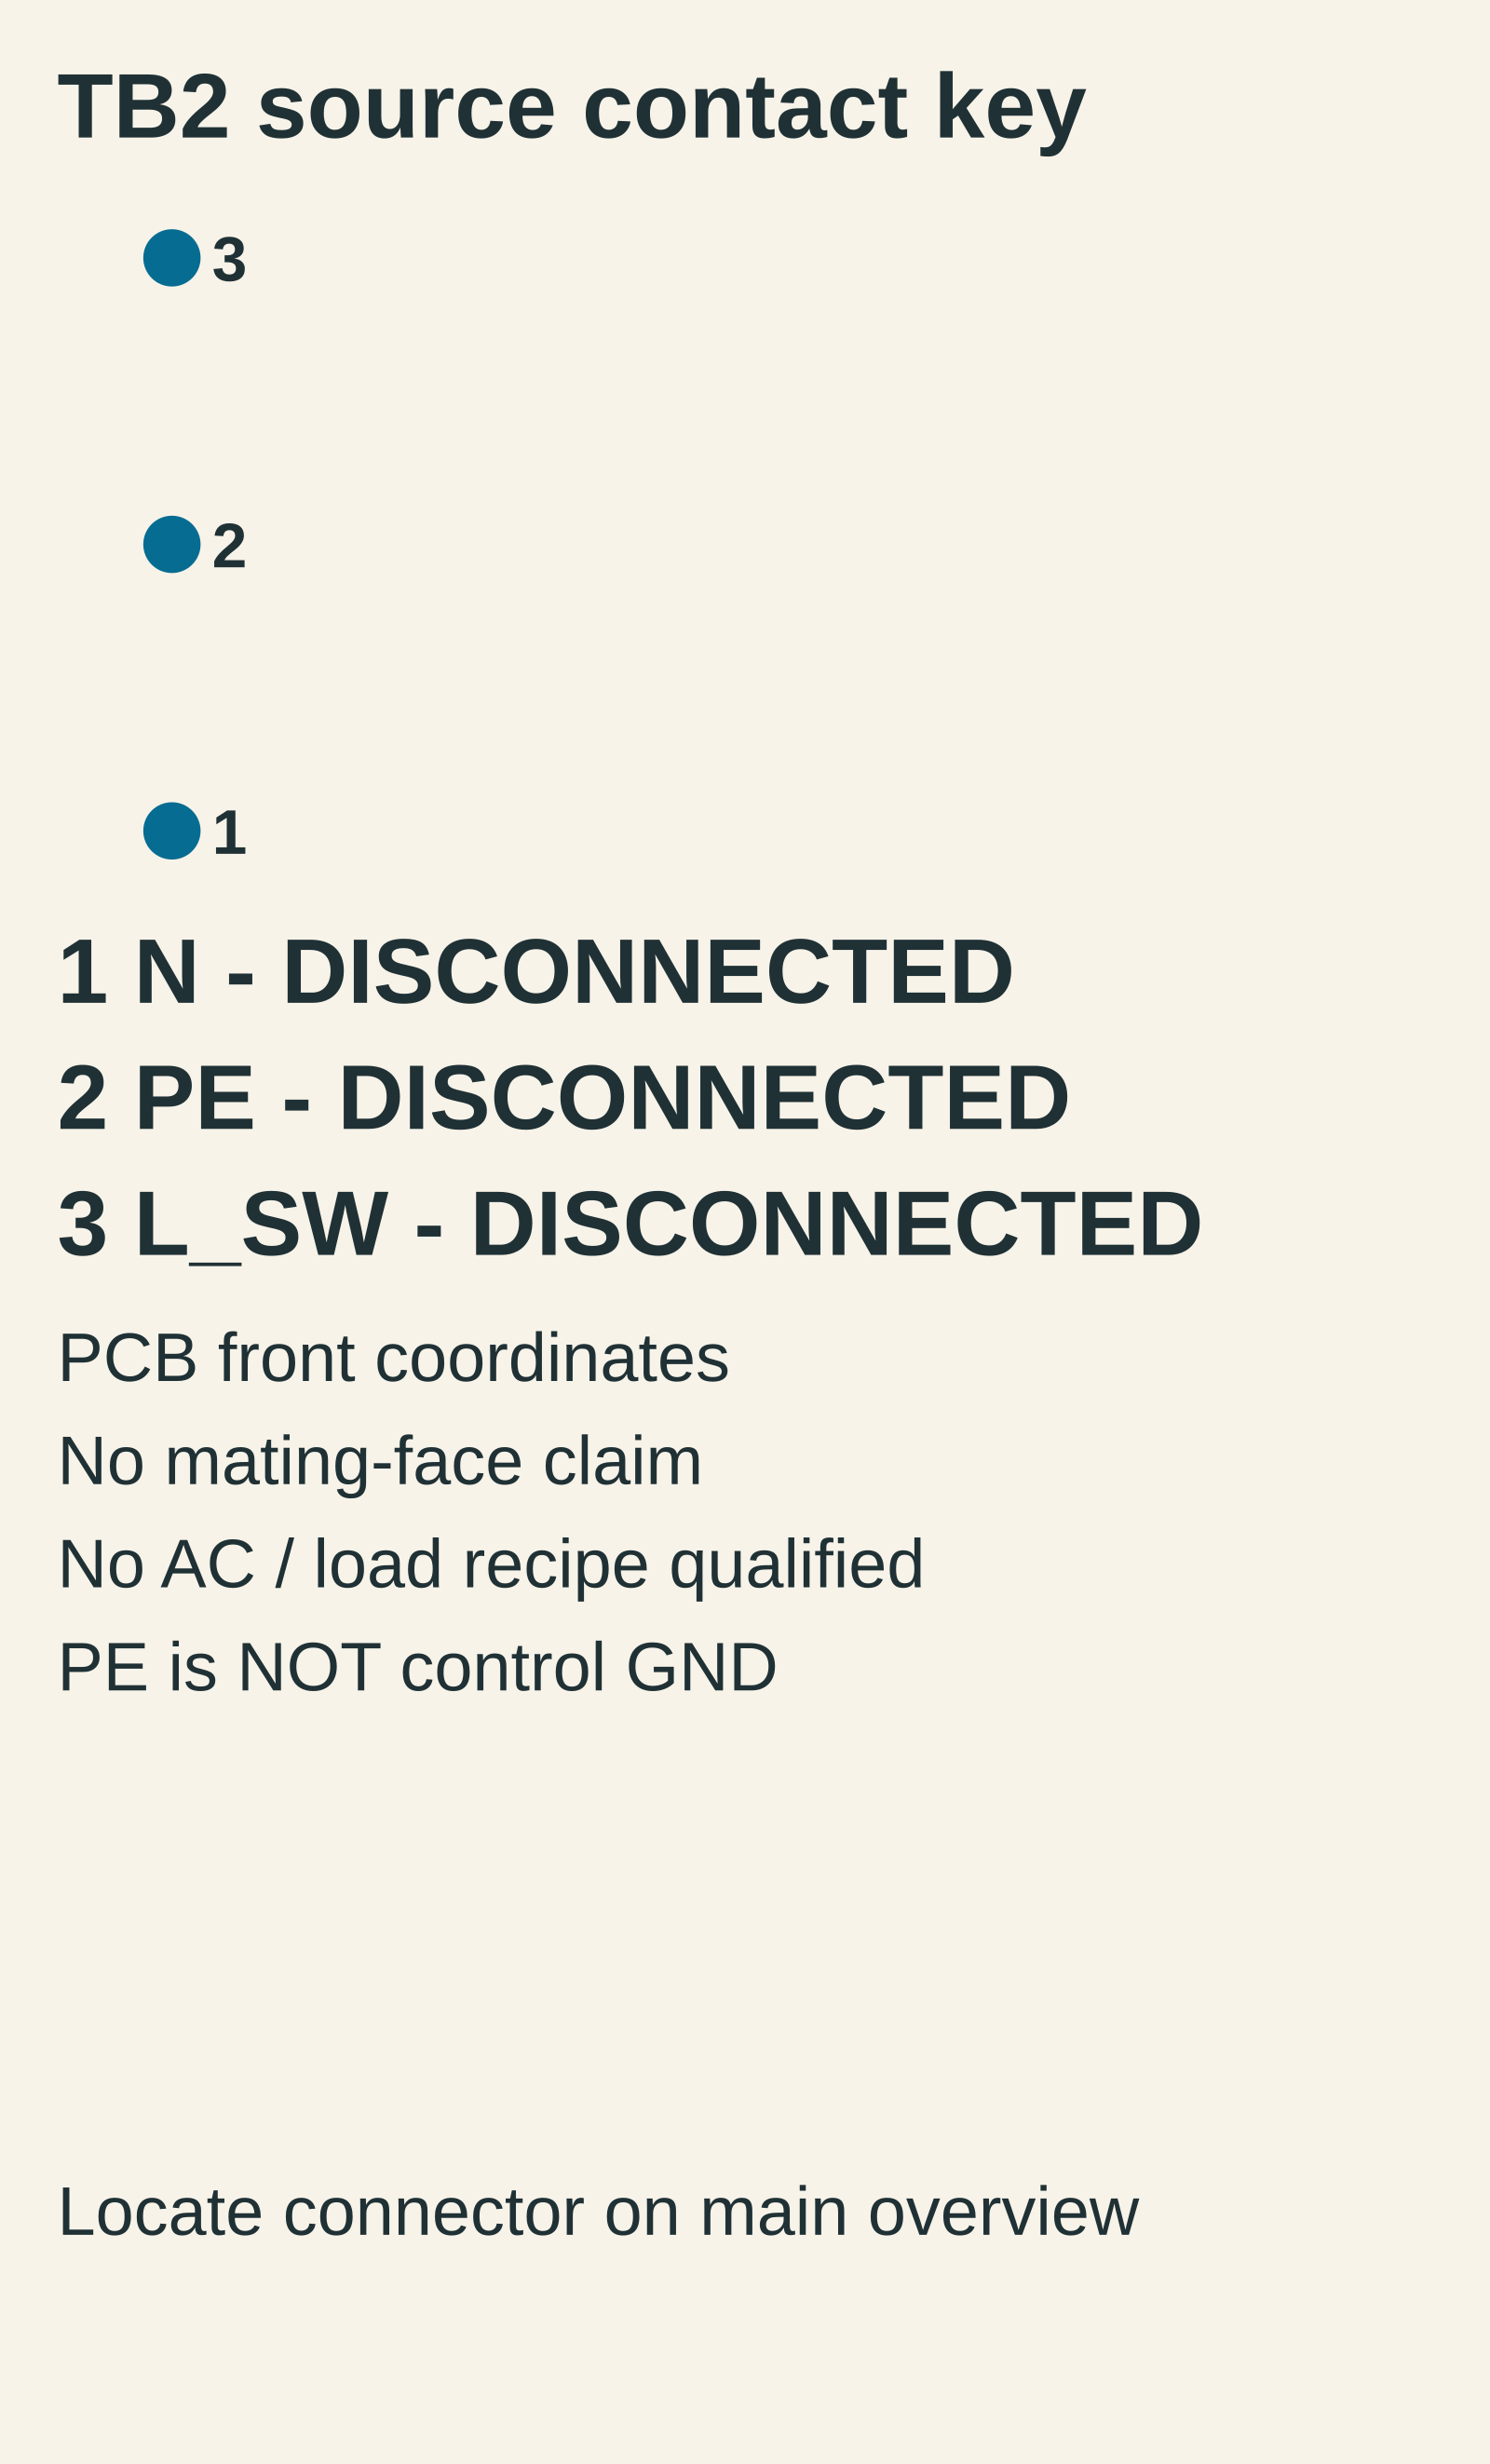 TB2 source contact key
3
2
1
1 N - DISCONNECTED
2 PE - DISCONNECTED
3 L_SW - DISCONNECTED
PCB front coordinates
No mating-face claim
No AC / load recipe qualified
PE is NOT control GND
Locate connector on main overview